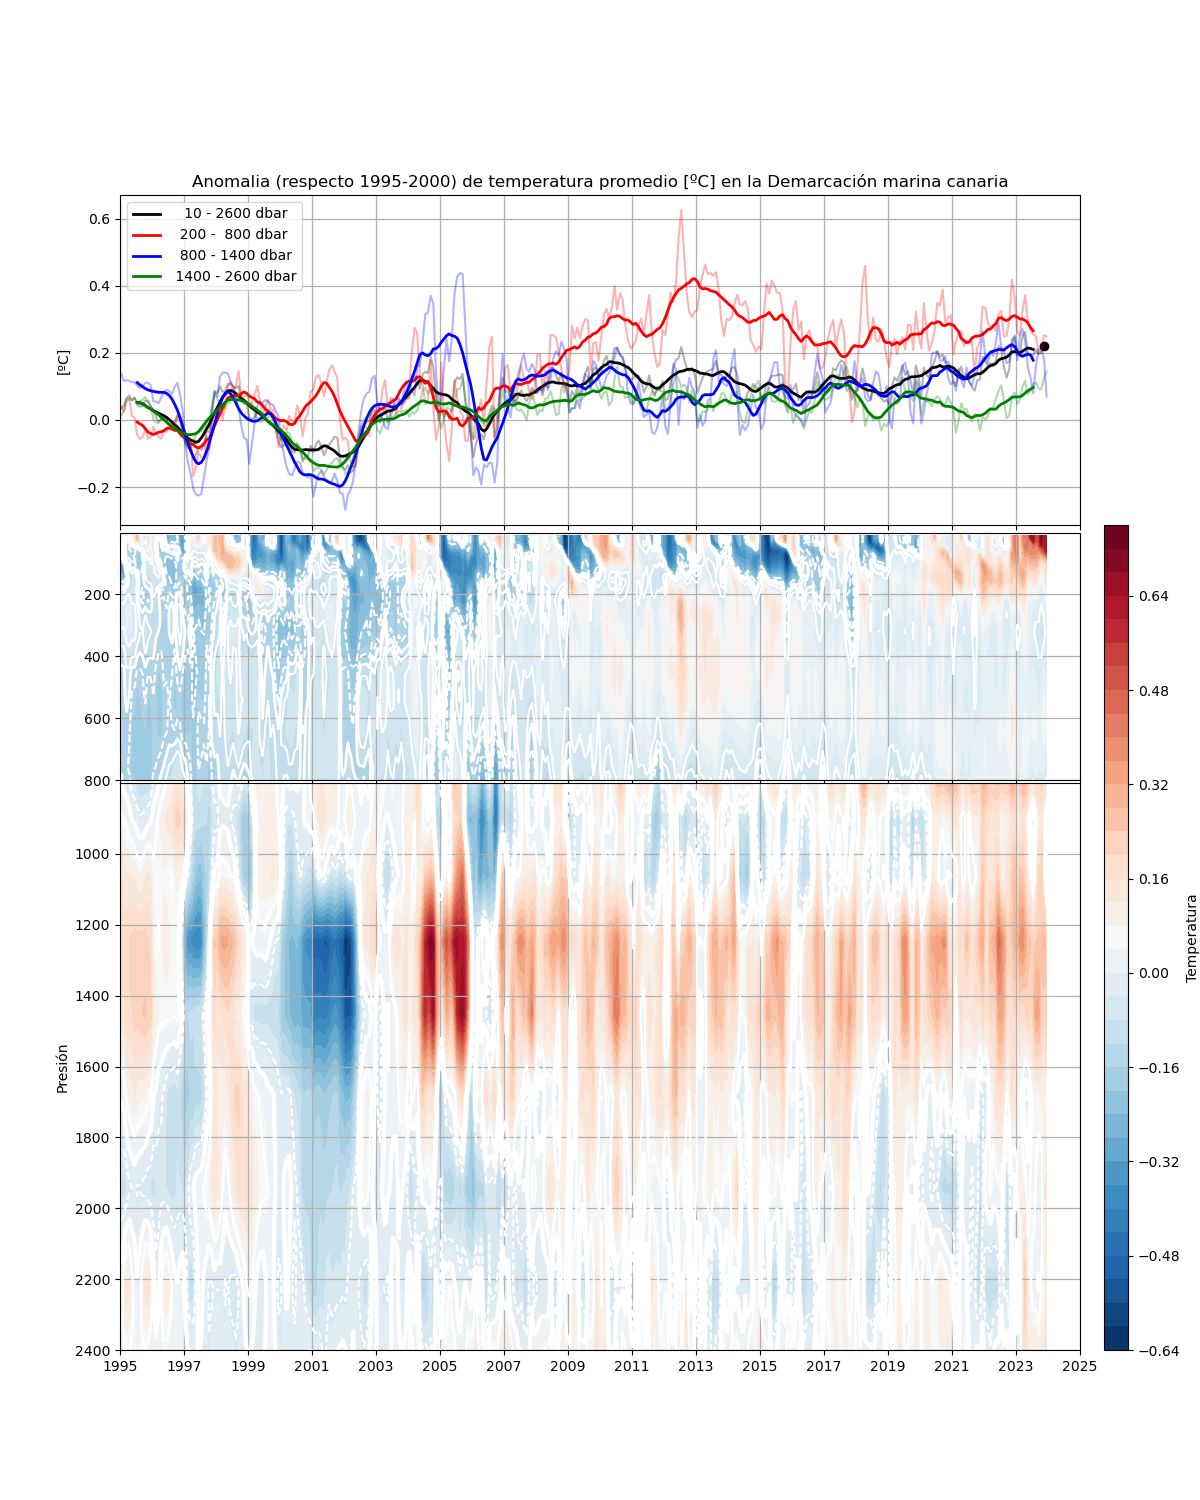 Anomalia (respecto 1995-2000) de temperatura promedio [ºC] en la Demarcación marina canaria
0.6
0.4
0.2
0.0
−0.2
[ºC]
10 - 2600 dbar
200 - 800 dbar
800 - 1400 dbar
1400 - 2600 dbar
200
400
600
800
1000
1200
1400
1600
1800
2000
2200
2400
Presión
1995 1997 1999 2001 2003 2005 2007 2009 2011 2013 2015 2017 2019 2021 2023 2025
0.64
0.48
0.32
0.16
0.00
−0.16
−0.32
−0.48
−0.64
Temperatura